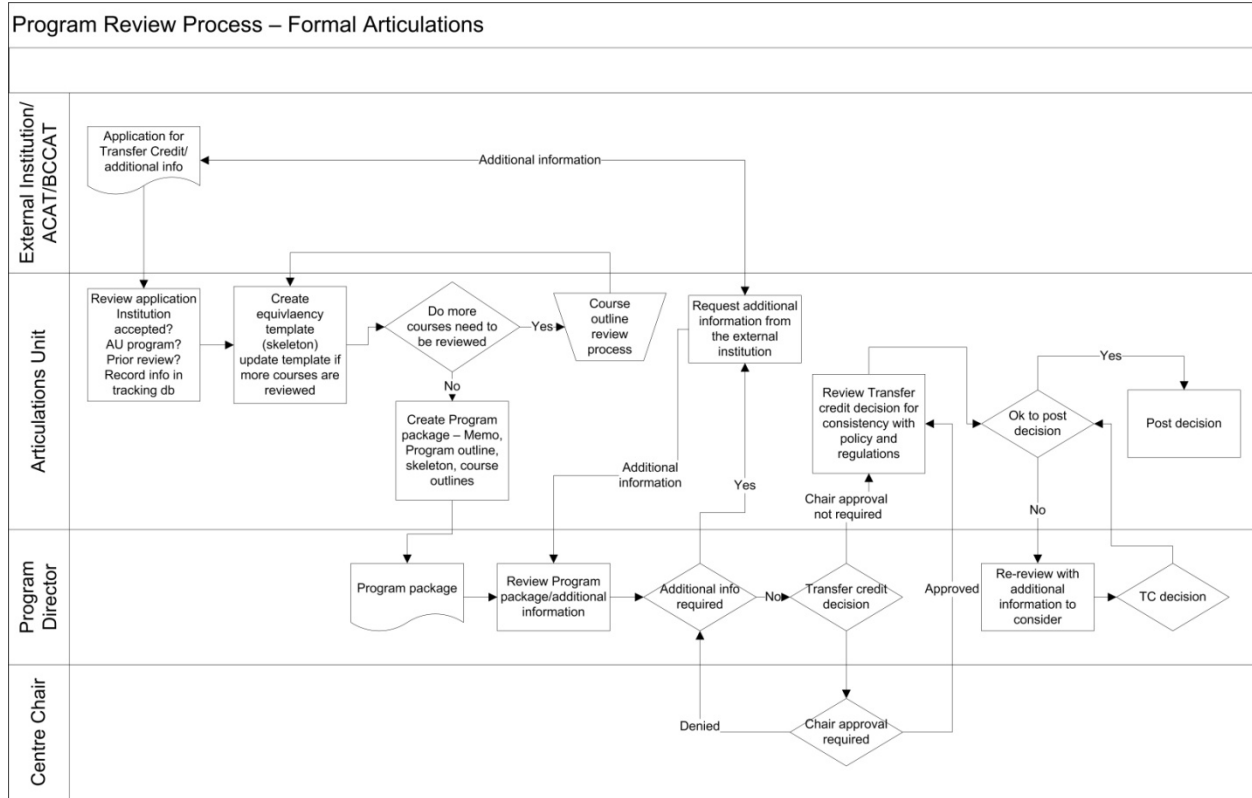 Program Review Process – Formal Articulations
External Institution/
ACAT/BCCAT
Application for
Transfer Credit/
additional info
Additional information
Articulations Unit
Review application
Institution
accepted?
AU program?
Prior review?
Record info in
tracking db
Create
equivlaency
template
(skeleton)
update template if
more courses are
reviewed
Do more
courses need to
be reviewed
Yes
Course
outline
review
process
Request additional
information from
the external
institution
No
Create Program
package – Memo,
Program outline,
skeleton, course
outlines
Additional
information
Yes
Review Transfer
credit decision for
consistency with
policy and
regulations
Chair approval
not required
Ok to post
decision
Yes
Post decision
No
Program
Director
Program package
Review Program
package/additional
information
Additional info
required
No
Transfer credit
decision
Approved
Re-review with
additional
information to
consider
TC decision
Centre Chair
Denied
Chair approval
required